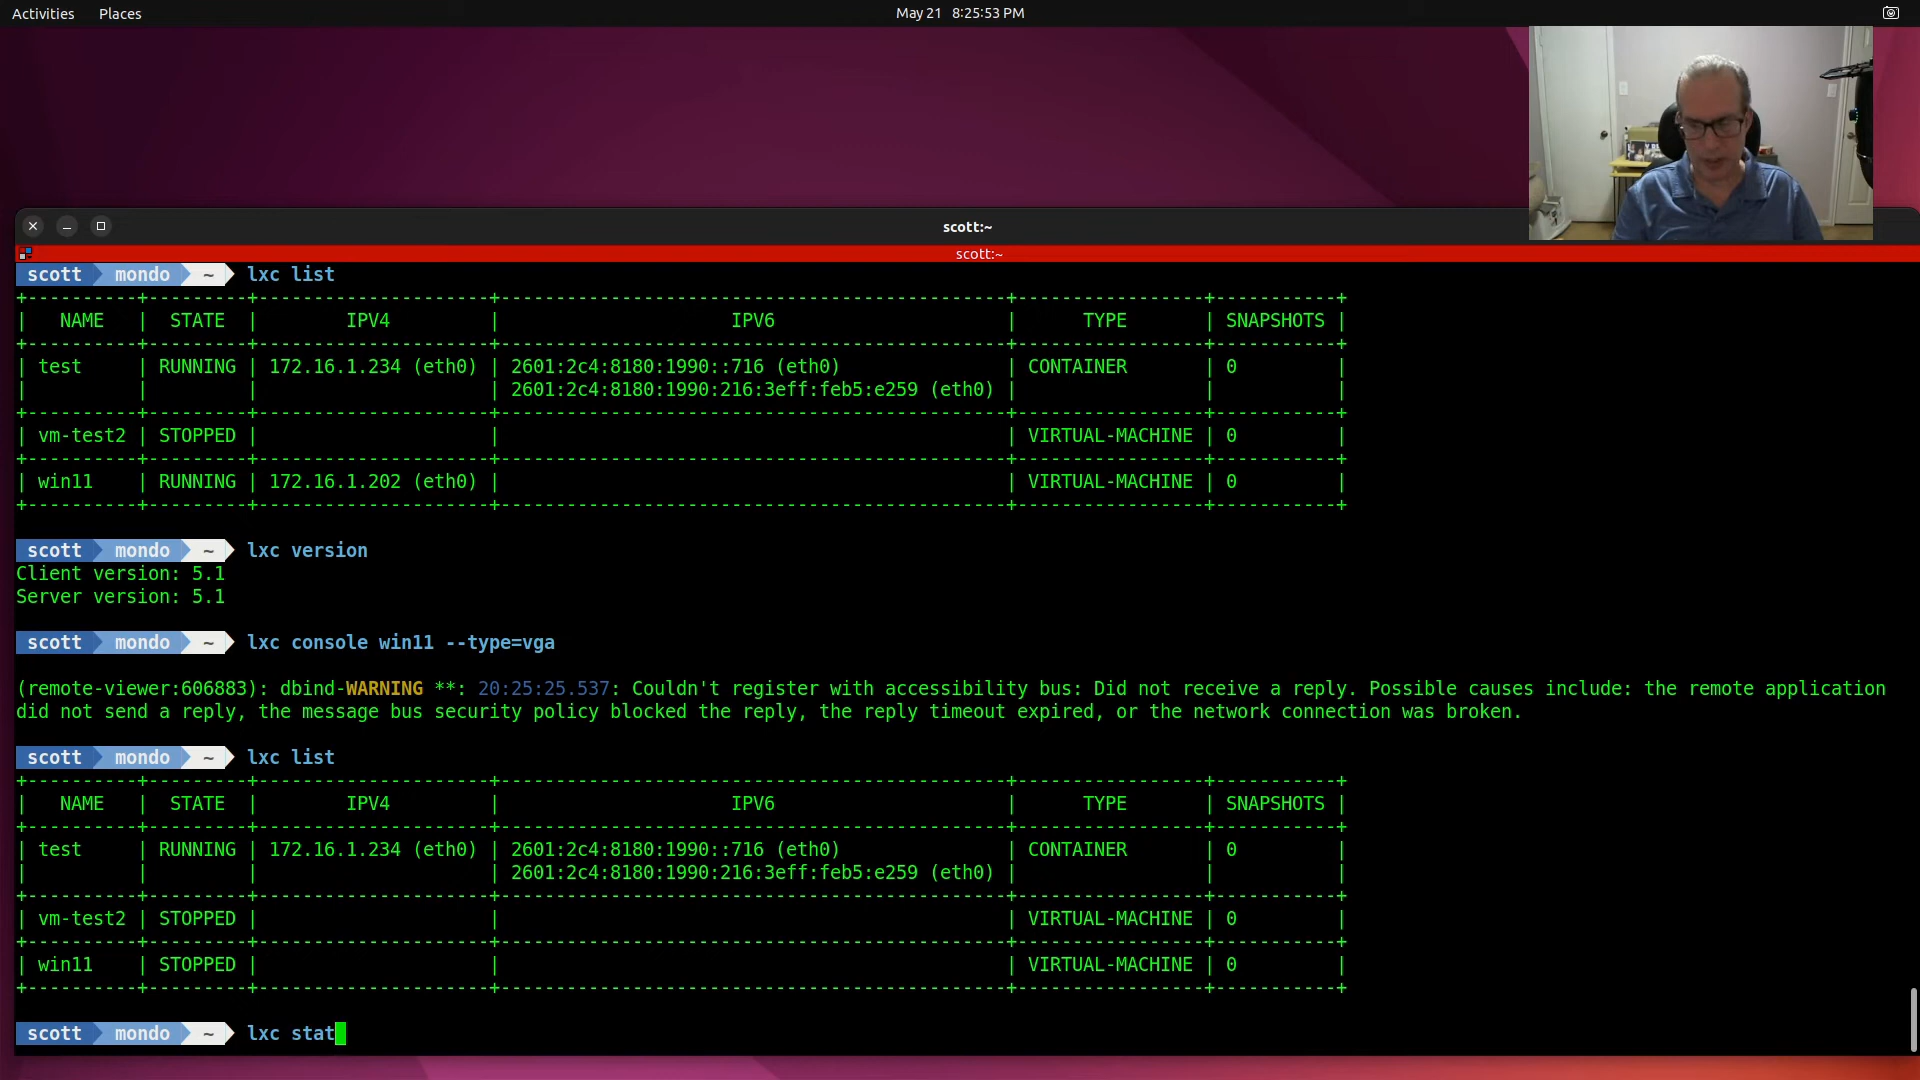 Activities Places May 21 8:25:53 PM
scott:~
scott:~
scott mondo ~ lxc list
+----------+---------+---------------------+----------------------------------------------+-----------------+-----------+
| NAME | STATE | IPV4 | IPV6 | TYPE | SNAPSHOTS |
+----------+---------+---------------------+----------------------------------------------+-----------------+-----------+
| test | RUNNING | 172.16.1.234 (eth0) | 2601:2c4:8180:1990::716 (eth0) | CONTAINER | 0 |
| | | | 2601:2c4:8180:1990:216:3eff:feb5:e259 (eth0) | | |
+----------+---------+---------------------+----------------------------------------------+-----------------+-----------+
| vm-test2 | STOPPED | | | VIRTUAL-MACHINE | 0 |
+----------+---------+---------------------+----------------------------------------------+-----------------+-----------+
| win11 | RUNNING | 172.16.1.202 (eth0) | | VIRTUAL-MACHINE | 0 |
+----------+---------+---------------------+----------------------------------------------+-----------------+-----------+
scott mondo ~ lxc version
Client version: 5.1
Server version: 5.1
scott mondo ~ lxc console win11 --type=vga
(remote-viewer:606883): dbind-WARNING **: 20:25:25.537: Couldn't register with accessibility bus: Did not receive a reply. Possible causes include: the remote application
did not send a reply, the message bus security policy blocked the reply, the reply timeout expired, or the network connection was broken.
scott mondo ~ lxc list
+----------+---------+---------------------+----------------------------------------------+-----------------+-----------+
| NAME | STATE | IPV4 | IPV6 | TYPE | SNAPSHOTS |
+----------+---------+---------------------+----------------------------------------------+-----------------+-----------+
| test | RUNNING | 172.16.1.234 (eth0) | 2601:2c4:8180:1990::716 (eth0) | CONTAINER | 0 |
| | | | 2601:2c4:8180:1990:216:3eff:feb5:e259 (eth0) | | |
+----------+---------+---------------------+----------------------------------------------+-----------------+-----------+
| vm-test2 | STOPPED | | | VIRTUAL-MACHINE | 0 |
+----------+---------+---------------------+----------------------------------------------+-----------------+-----------+
| win11 | STOPPED | | | VIRTUAL-MACHINE | 0 |
+----------+---------+---------------------+----------------------------------------------+-----------------+-----------+
scott mondo ~ lxc stat